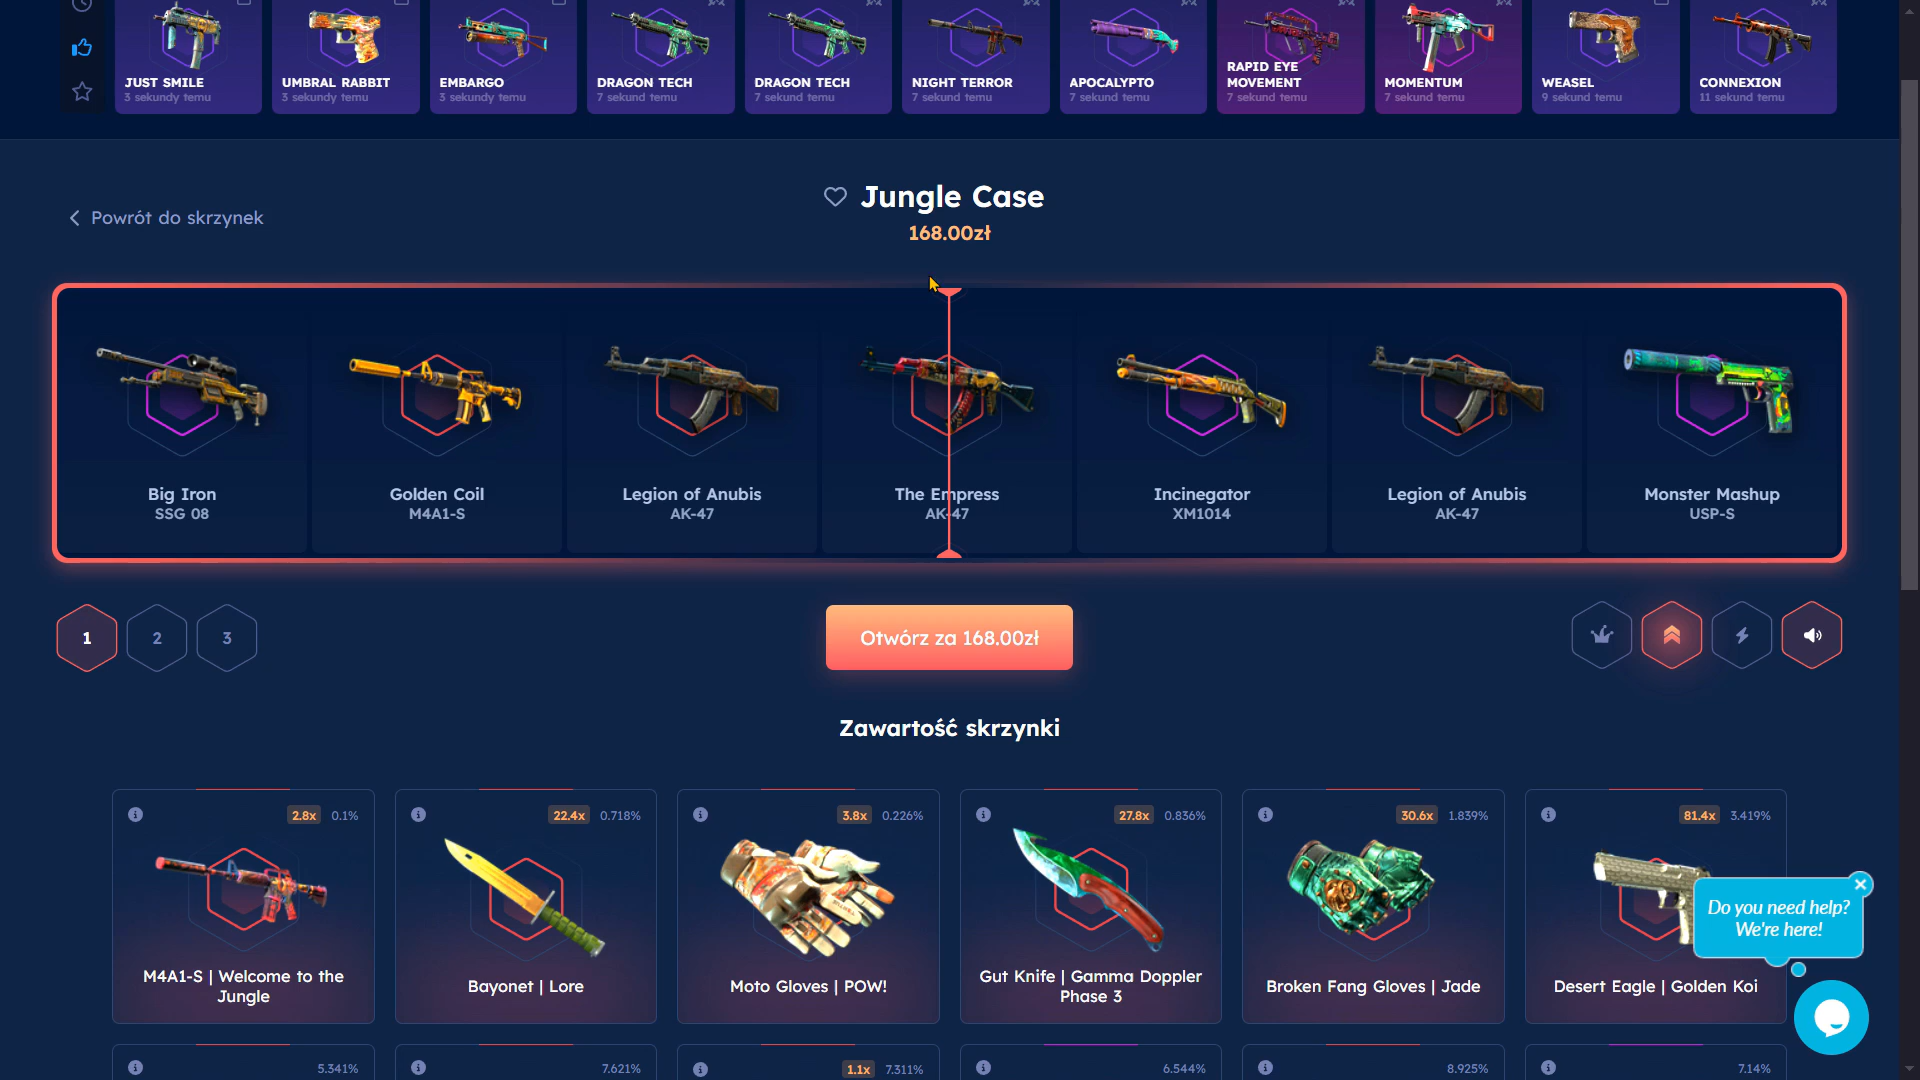 JUST SMILE
3 sekundy temu
UMBRAL RABBIT
3 sekundy temu
EMBARGO
3 sekundy temu
DRAGON TECH
7 sekund temu
DRAGON TECH
7 sekund temu
NIGHT TERROR
7 sekund temu
APOCALYPTO
7 sekund temu
RAPID EYE
MOVEMENT
7 sekund temu
MOMENTUM
7 sekund temu
WEASEL
9 sekund temu
CONNEXION
11 sekund temu
Powrót do skrzynek
Jungle Case
168.00zł
Big Iron
SSG 08
Golden Coil
M4A1-S
Legion of Anubis
AK-47
The Empress
AK-47
Incinegator
XM1014
Legion of Anubis
AK-47
Monster Mashup
USP-S
1
2
3
Otwórz za 168.00zł
Zawartość skrzynki
2.8x 0.1%
M4A1-S | Welcome to the
Jungle
22.4x 0.718%
Bayonet | Lore
3.8x 0.226%
Moto Gloves | POW!
27.8x 0.836%
Gut Knife | Gamma Doppler
Phase 3
30.6x 1.839%
Broken Fang Gloves | Jade
81.4x 3.419%
Desert Eagle | Golden Koi
Do you need help?
We're here!
5.341%
7.621%
1.1x 7.311%
6.544%
8.925%
7.14%